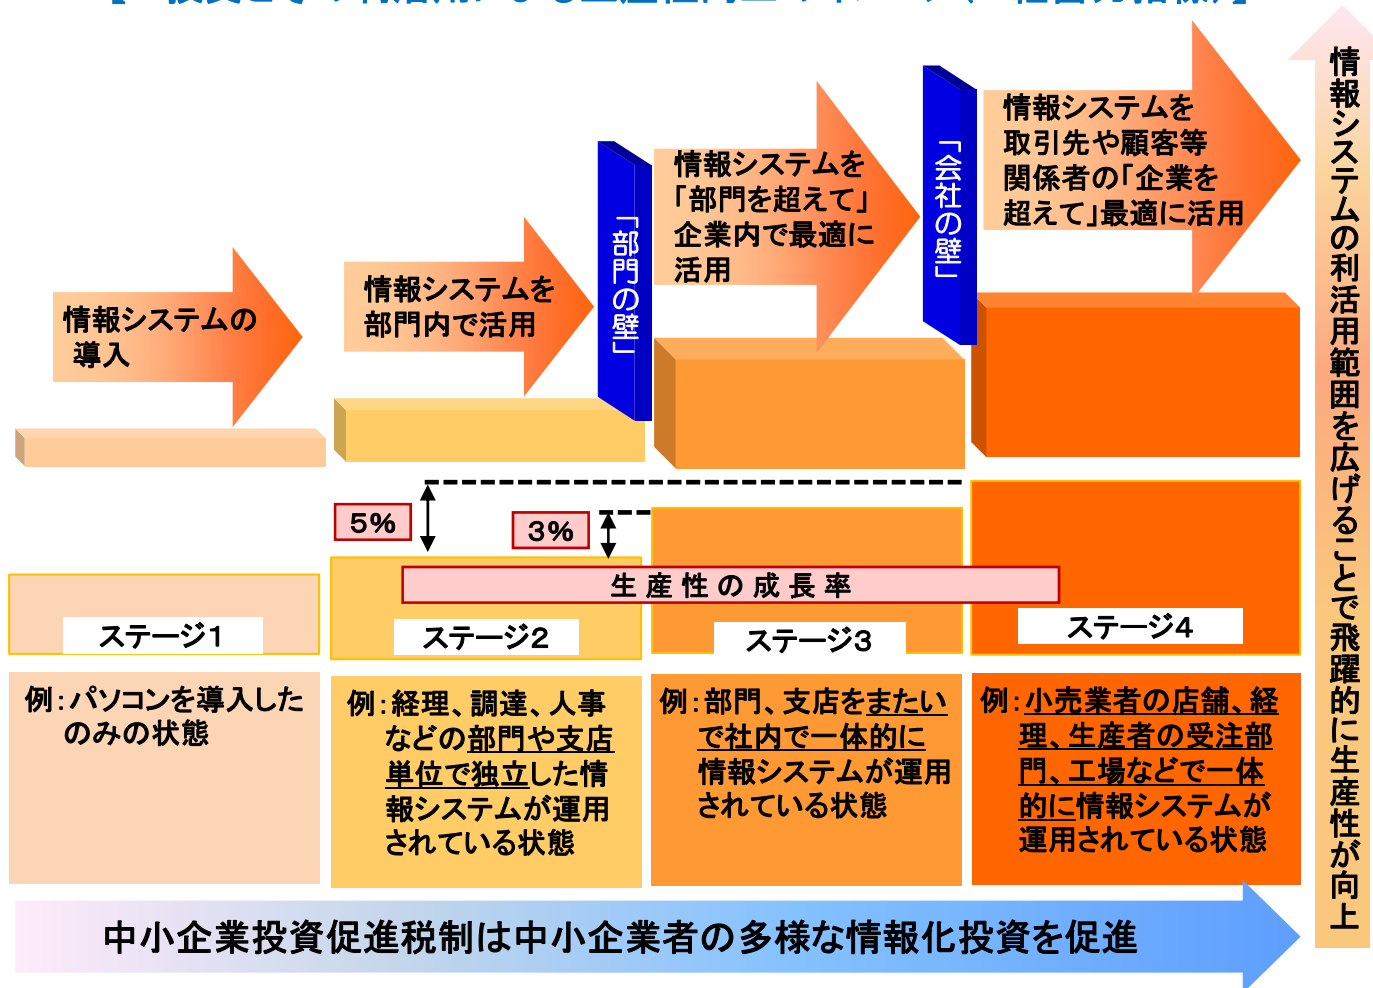 情報システムの
導入
情報システムを
部門内で活用
「部門の壁」
情報システムを
「部門を超えて」
企業内で最適に
活用
「会社の壁」
情報システムを
取引先や顧客等
関係者の「企業を
超えて」最適に活用
情報システムの利活用範囲を広げることで飛躍的に生産性が向上
5%
3%
生産性の成長率
ステージ1
ステージ2
ステージ3
ステージ4
例：パソコンを導入した
のみの状態
例：経理、調達、人事
などの部門や支店
単位で独立した情
報システムが運用
されている状態
例：部門、支店をまたい
で社内で一体的に
情報システムが運用
されている状態
例：小売業者の店舗、経
理、生産者の受注部
門、工場などで一体
的に情報システムが
運用されている状態
中小企業投資促進税制は中小企業者の多様な情報化投資を促進